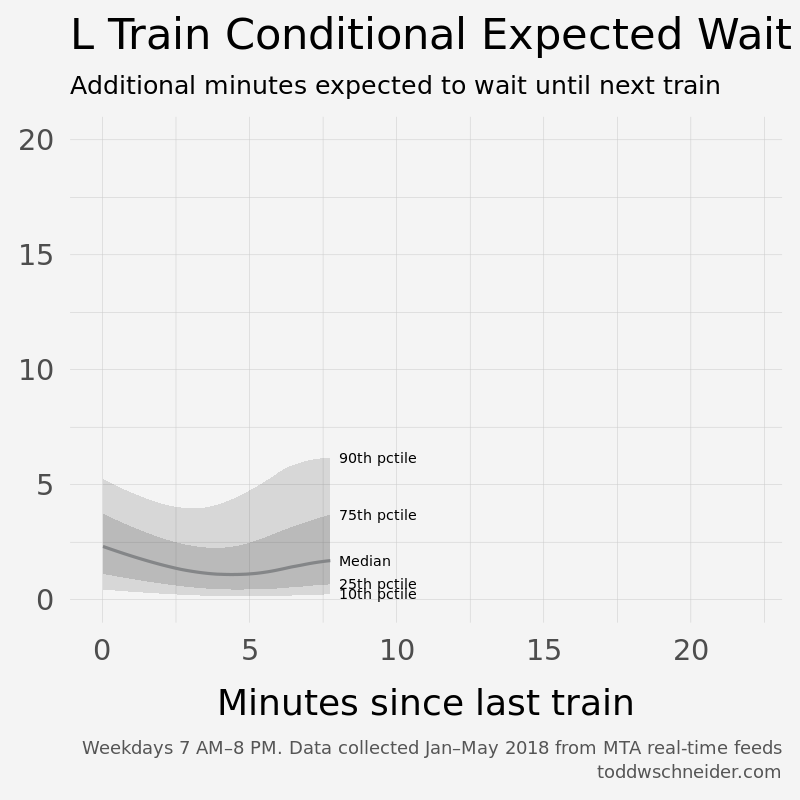 L Train Conditional Expected Wait
Additional minutes expected to wait until next train
20
15
10
5
0
90th pctile
75th pctile
Median
25th pctile
10th pctile
0 5 10 15 20
Minutes since last train
Weekdays 7 AM–8 PM. Data collected Jan–May 2018 from MTA real-time feeds
toddwschneider.com